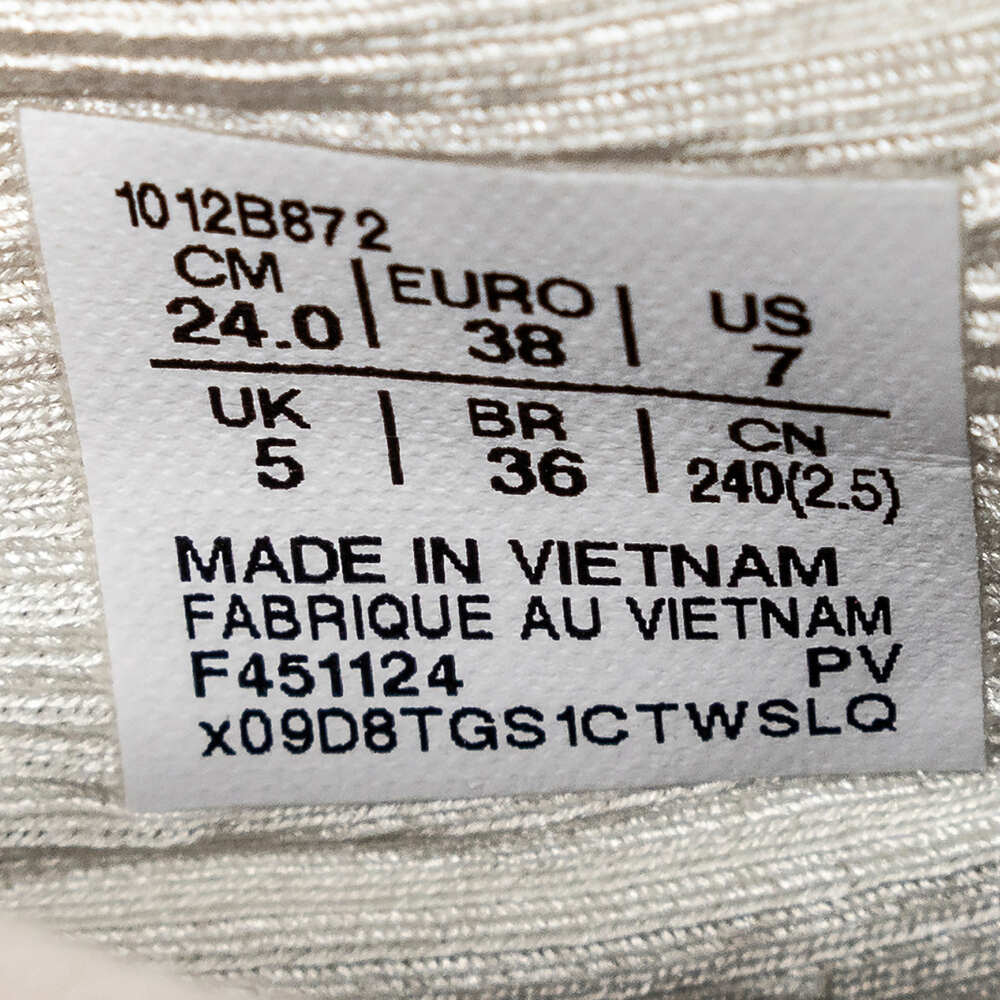 1012B872
CM | EURO | US
24.0 | 38 | 7
UK | BR | CN
5 | 36 | 240(2.5)
MADE IN VIETNAM
FABRIQUE AU VIETNAM
F451124 PV
x09D8TGS1CTWSLQ